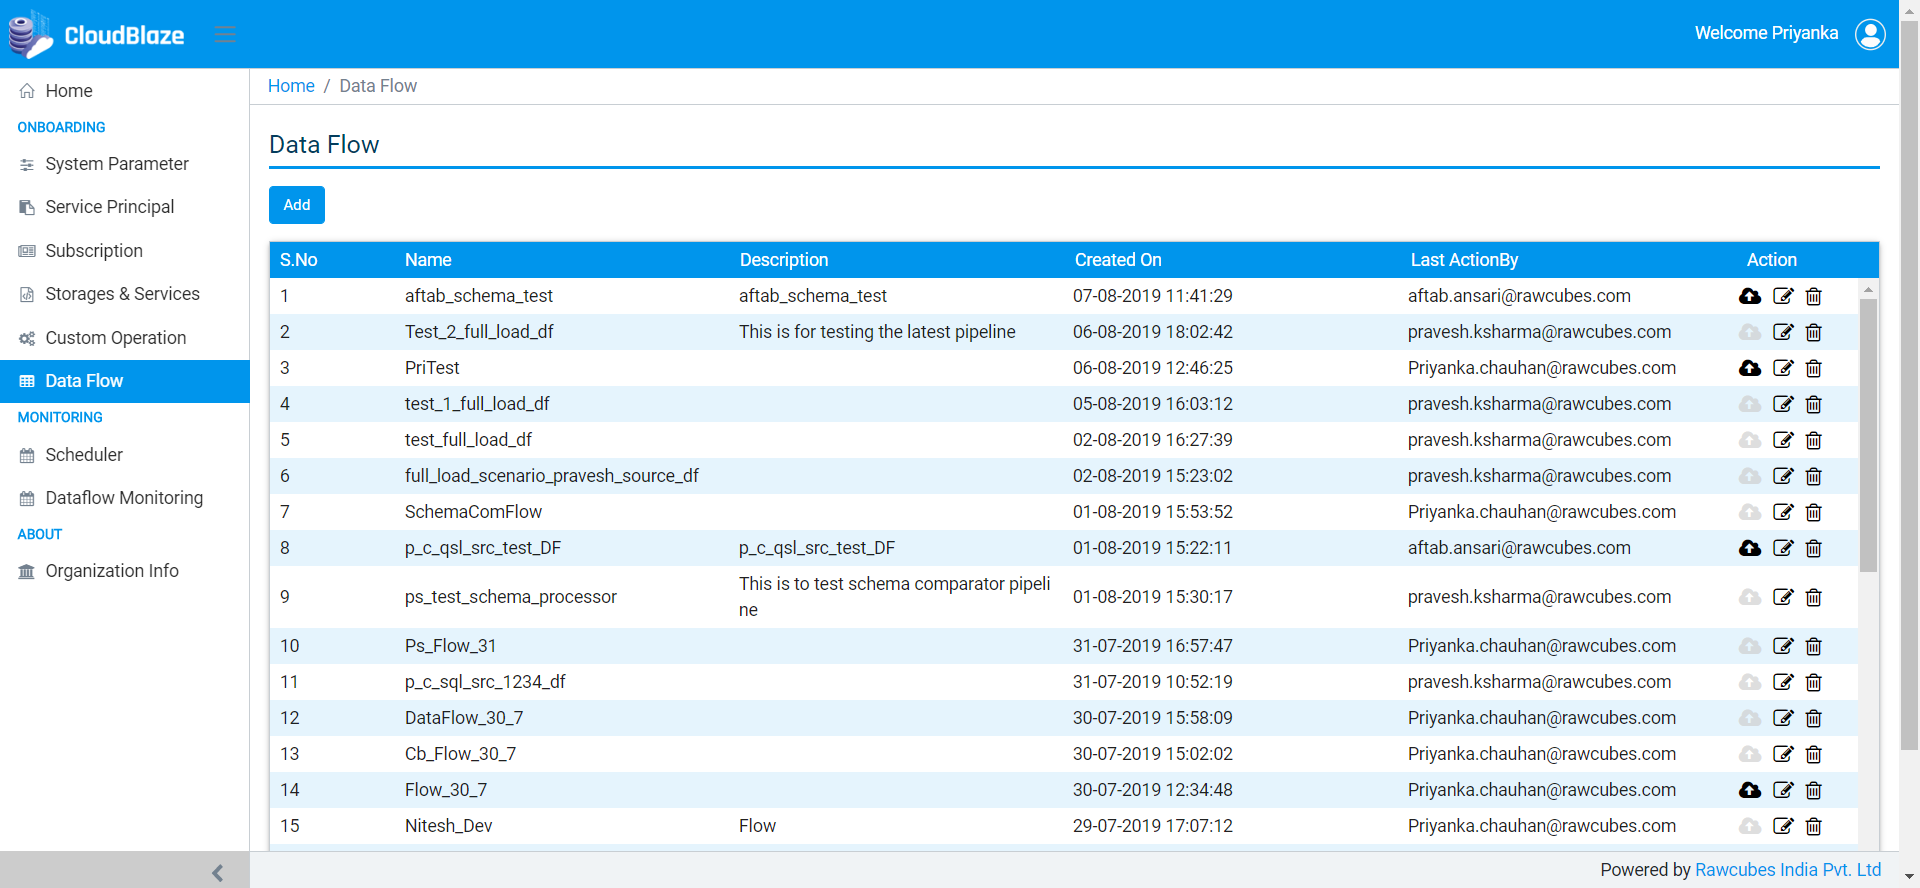 CloudBlaze
Welcome Priyanka
Home
ONBOARDING
System Parameter
Service Principal
Subscription
Storages & Services
Custom Operation
Data Flow
MONITORING
Scheduler
Dataflow Monitoring
ABOUT
Organization Info
Home / Data Flow
Data Flow
Add
S.No Name Description Created On Last ActionBy Action
1 aftab_schema_test aftab_schema_test 07-08-2019 11:41:29 aftab.ansari@rawcubes.com
2 Test_2_full_load_df This is for testing the latest pipeline 06-08-2019 18:02:42 pravesh.ksharma@rawcubes.com
3 PriTest 06-08-2019 12:46:25 Priyanka.chauhan@rawcubes.com
4 test_1_full_load_df 05-08-2019 16:03:12 pravesh.ksharma@rawcubes.com
5 test_full_load_df 02-08-2019 16:27:39 pravesh.ksharma@rawcubes.com
6 full_load_scenario_pravesh_source_df 02-08-2019 15:23:02 pravesh.ksharma@rawcubes.com
7 SchemaComFlow 01-08-2019 15:53:52 Priyanka.chauhan@rawcubes.com
8 p_c_qsl_src_test_DF p_c_qsl_src_test_DF 01-08-2019 15:22:11 aftab.ansari@rawcubes.com
9 ps_test_schema_processor This is to test schema comparator pipeli
ne 01-08-2019 15:30:17 pravesh.ksharma@rawcubes.com
10 Ps_Flow_31 31-07-2019 16:57:47 Priyanka.chauhan@rawcubes.com
11 p_c_sql_src_1234_df 31-07-2019 10:52:19 pravesh.ksharma@rawcubes.com
12 DataFlow_30_7 30-07-2019 15:58:09 Priyanka.chauhan@rawcubes.com
13 Cb_Flow_30_7 30-07-2019 15:02:02 Priyanka.chauhan@rawcubes.com
14 Flow_30_7 30-07-2019 12:34:48 Priyanka.chauhan@rawcubes.com
15 Nitesh_Dev Flow 29-07-2019 17:07:12 Priyanka.chauhan@rawcubes.com
Powered by Rawcubes India Pvt. Ltd